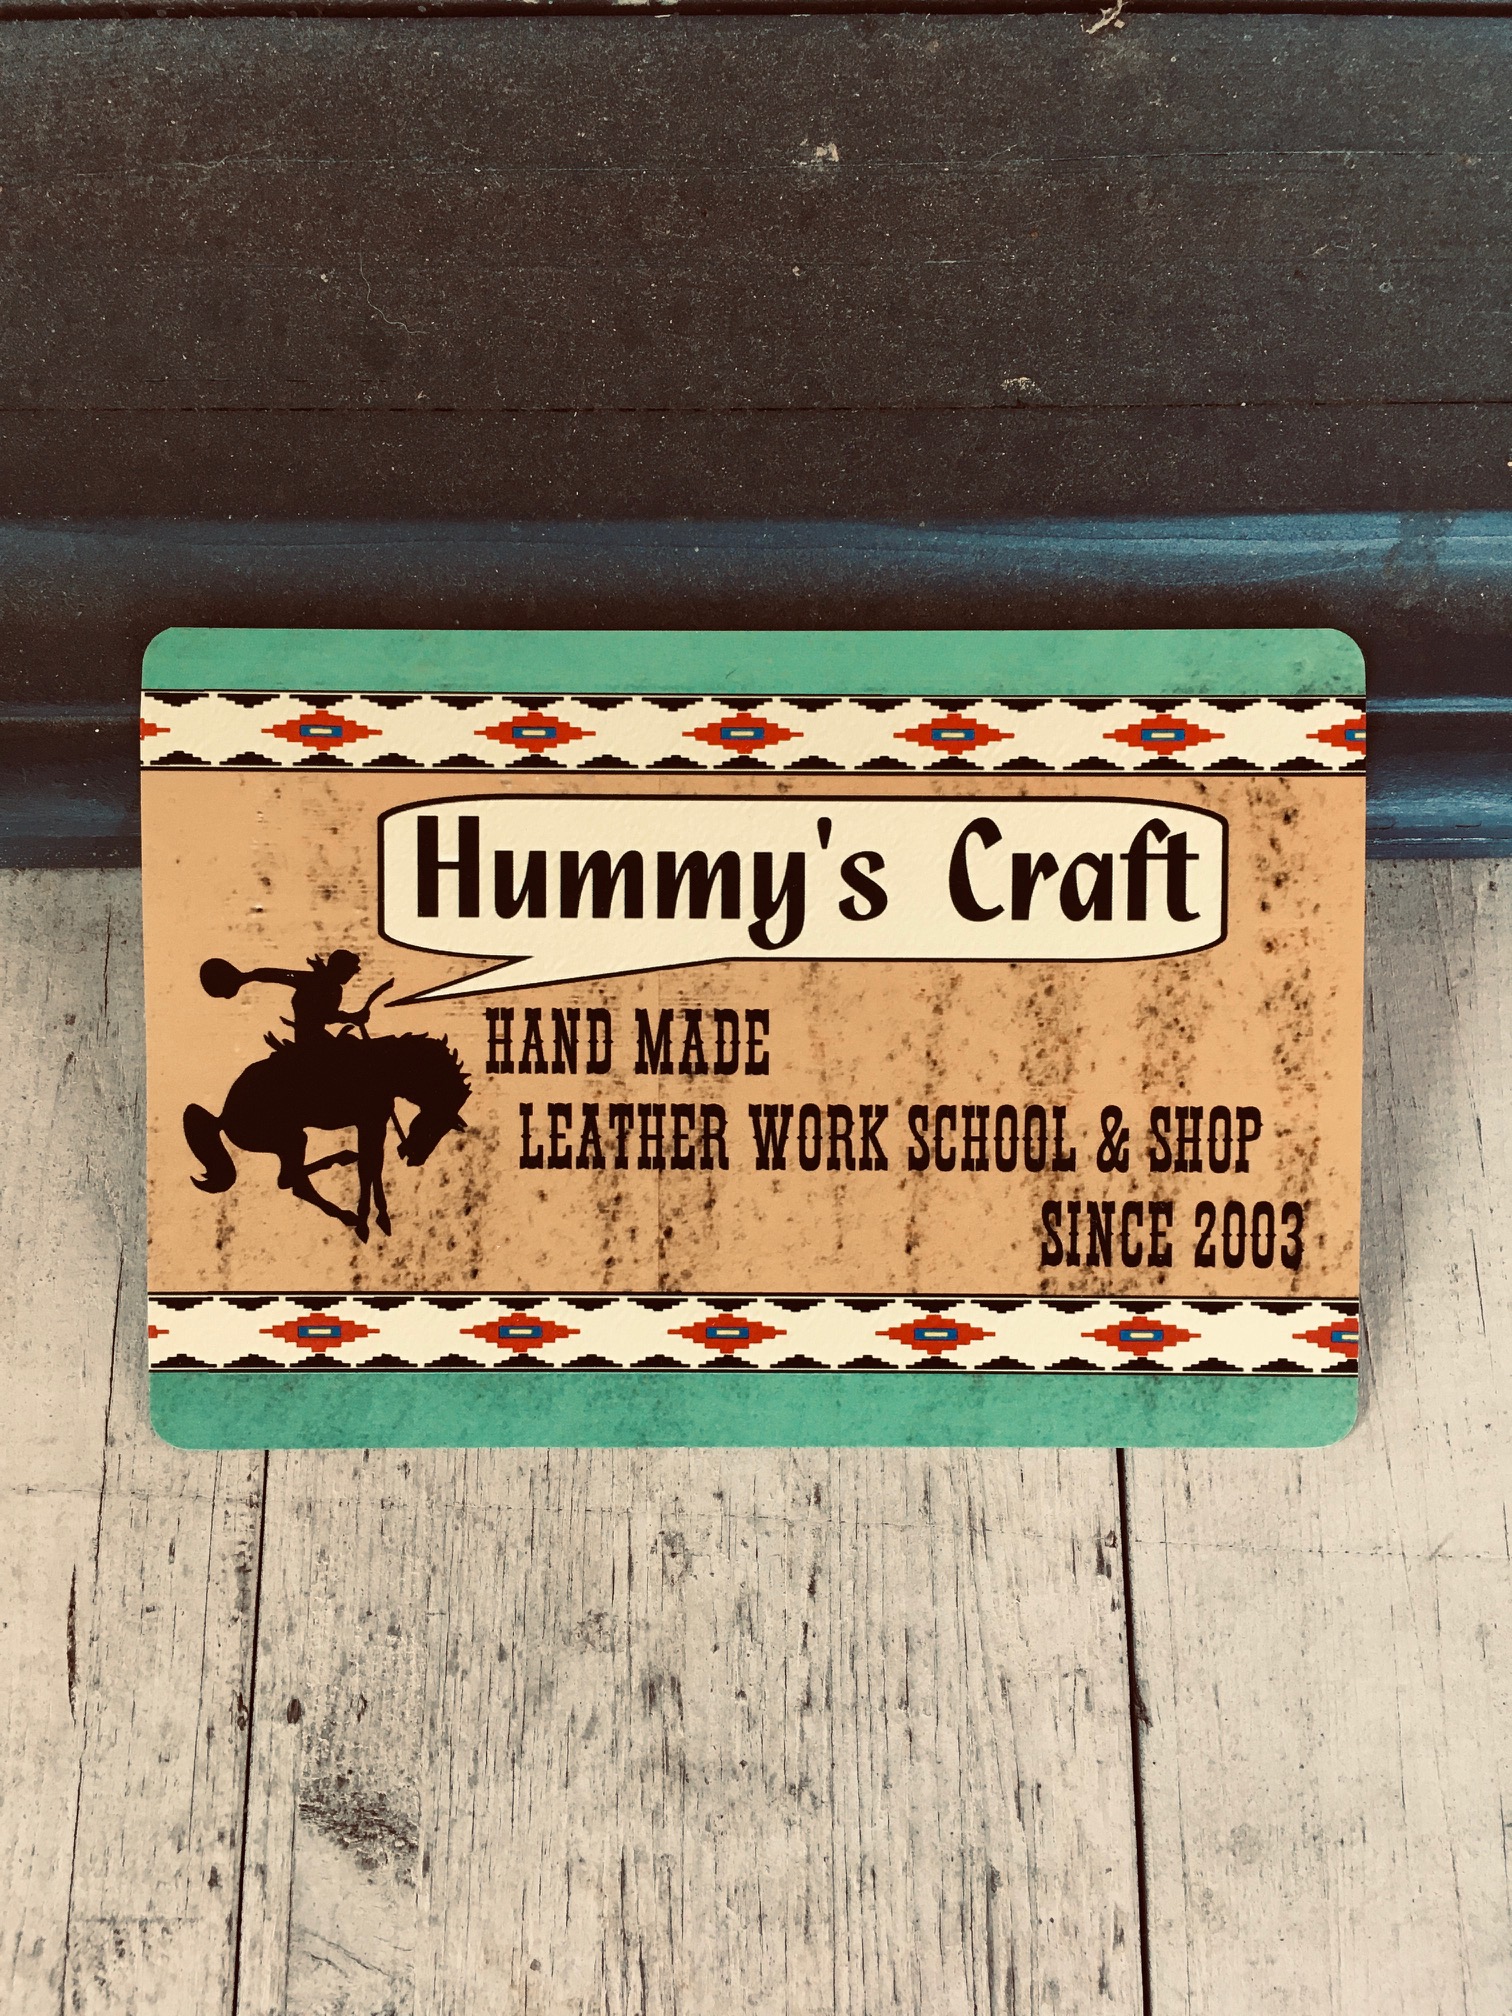 Hummy's Craft
HAND MADE
LEATHER WORK SCHOOL & SHOP
SINCE 2003